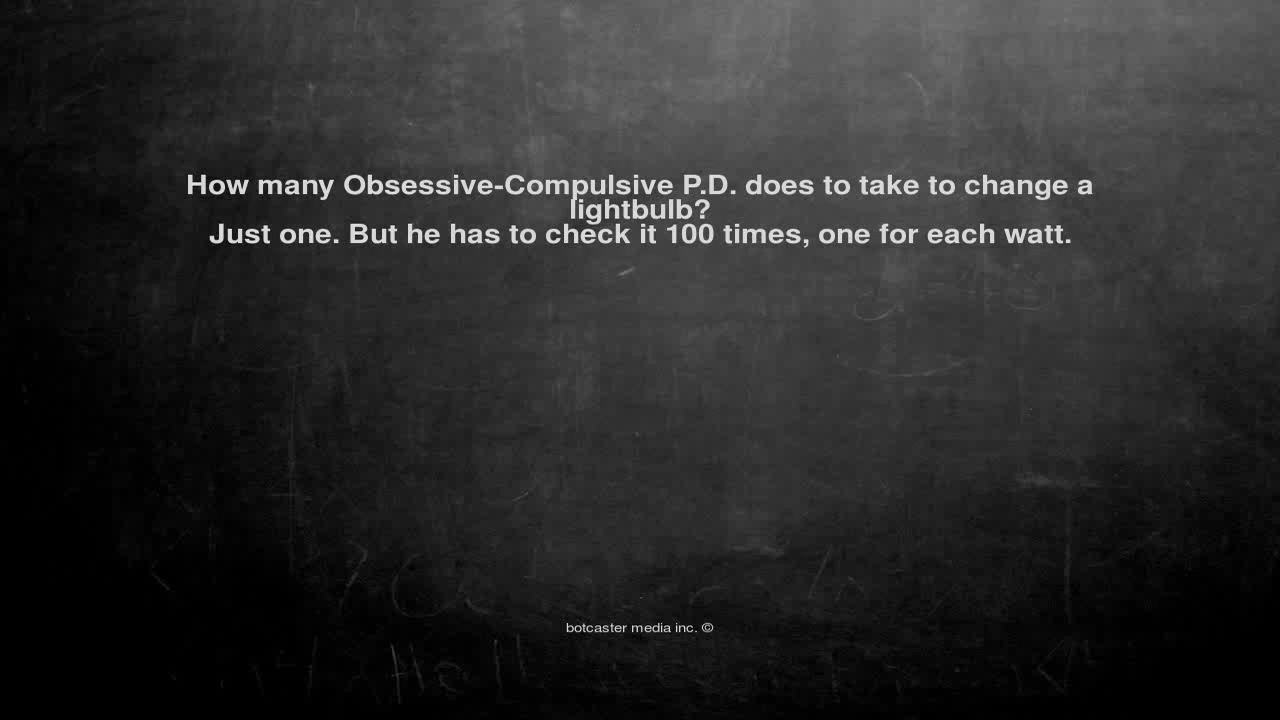 How many Obsessive-Compulsive P.D. does to take to change a
lightbulb?
Just one. But he has to check it 100 times, one for each watt.
botcaster media inc. ©